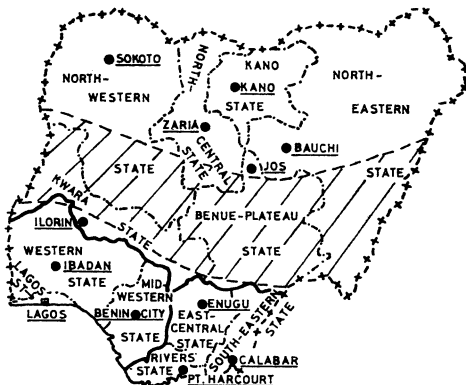 SOKOTO
NORTH-
WESTERN
STATE
NORTH-
CENTRAL
STATE
KANO
KANO
STATE
NORTH-
EASTERN
STATE
ZARIA
BAUCHI
JOS
KWARA
STATE
BENUE-PLATEAU
STATE
ILORIN
WESTERN
IBADAN
STATE
LAGOS
ST.
LAGOS
MID-
WESTERN
BENIN CITY
STATE
ENUGU
EAST-
CENTRAL
STATE
SOUTH-EASTERN
STATE
RIVERS
STATE
CALABAR
PT. HARCOURT